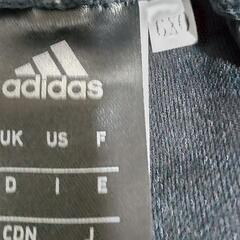 adidas
UK US F
D I E
CDN J